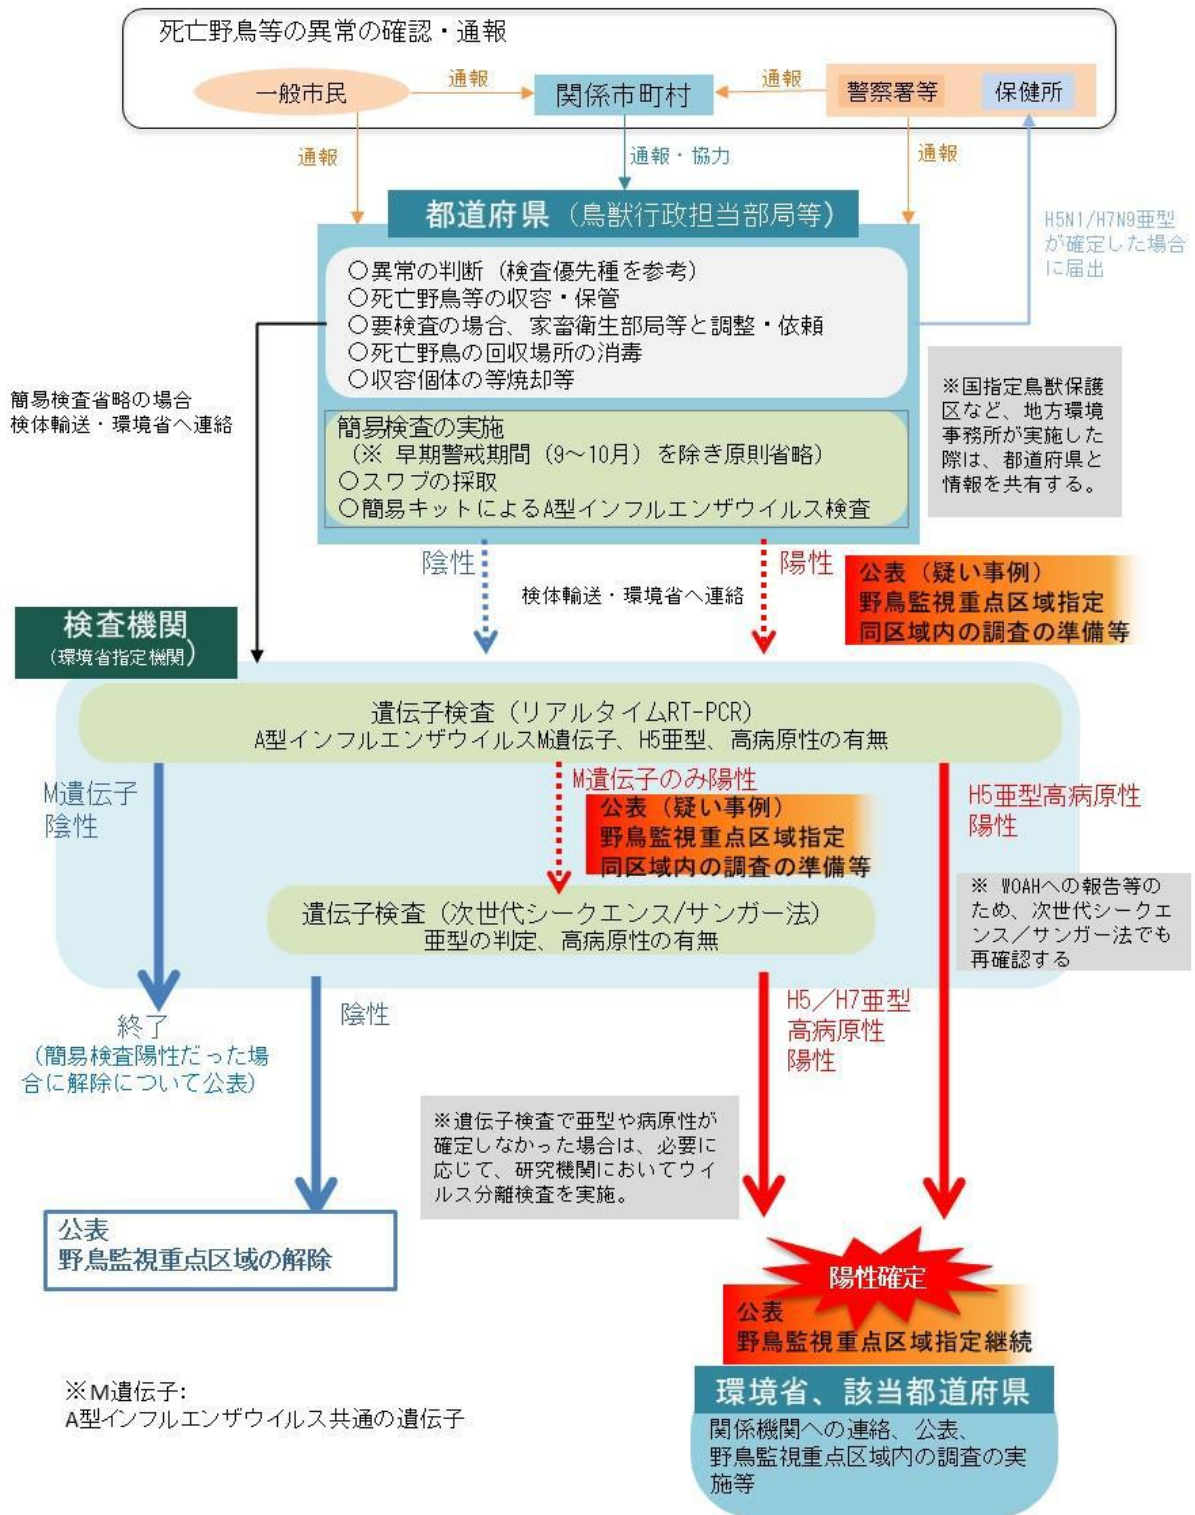 死亡野鳥等の異常の確認・通報
一般市民
通報
関係市町村
通報
警察署等
保健所
通報
通報・協力
通報
都道府県（鳥獣行政担当部局等）
H5N1/H7N9亜型
が確定した場合
に届出
○異常の判断（検査優先種を参考）
○死亡野鳥等の収容・保管
○要検査の場合、家畜衛生部局等と調整・依頼
○死亡野鳥の回収場所の消毒
○収容個体の等焼却等
簡易検査省略の場合
検体輸送・環境省へ連絡
※国指定鳥獣保護
区など、地方環境
事務所が実施した
際は、都道府県と
情報を共有する。
簡易検査の実施
（※ 早期警戒期間（9～10月）を除き原則省略）
○スワブの採取
○簡易キットによるA型インフルエンザウイルス検査
陰性
陽性
検体輸送・環境省へ連絡
公表（疑い事例）
野鳥監視重点区域指定
同区域内の調査の準備等
検査機関
(環境省指定機関)
遺伝子検査（リアルタイムRT-PCR）
A型インフルエンザウイルスM遺伝子、H5亜型、高病原性の有無
M遺伝子
陰性
M遺伝子のみ陽性
公表（疑い事例）
野鳥監視重点区域指定
同区域内の調査の準備等
H5亜型高病原性
陽性
※ WOAHへの報告等の
ため、次世代シークエ
ンス／サンガー法でも
再確認する
遺伝子検査（次世代シークエンス/サンガー法）
亜型の判定、高病原性の有無
終了
（簡易検査陽性だった場
合に解除について公表）
陰性
H5／H7亜型
高病原性
陽性
※遺伝子検査で亜型や病原性が
確定しなかった場合は、必要に
応じて、研究機関においてウイ
ルス分離検査を実施。
公表
野鳥監視重点区域の解除
陽性確定
公表
野鳥監視重点区域指定継続
環境省、該当都道府県
関係機関への連絡、公表、
野鳥監視重点区域内の調査の実
施等
※M遺伝子:
A型インフルエンザウイルス共通の遺伝子